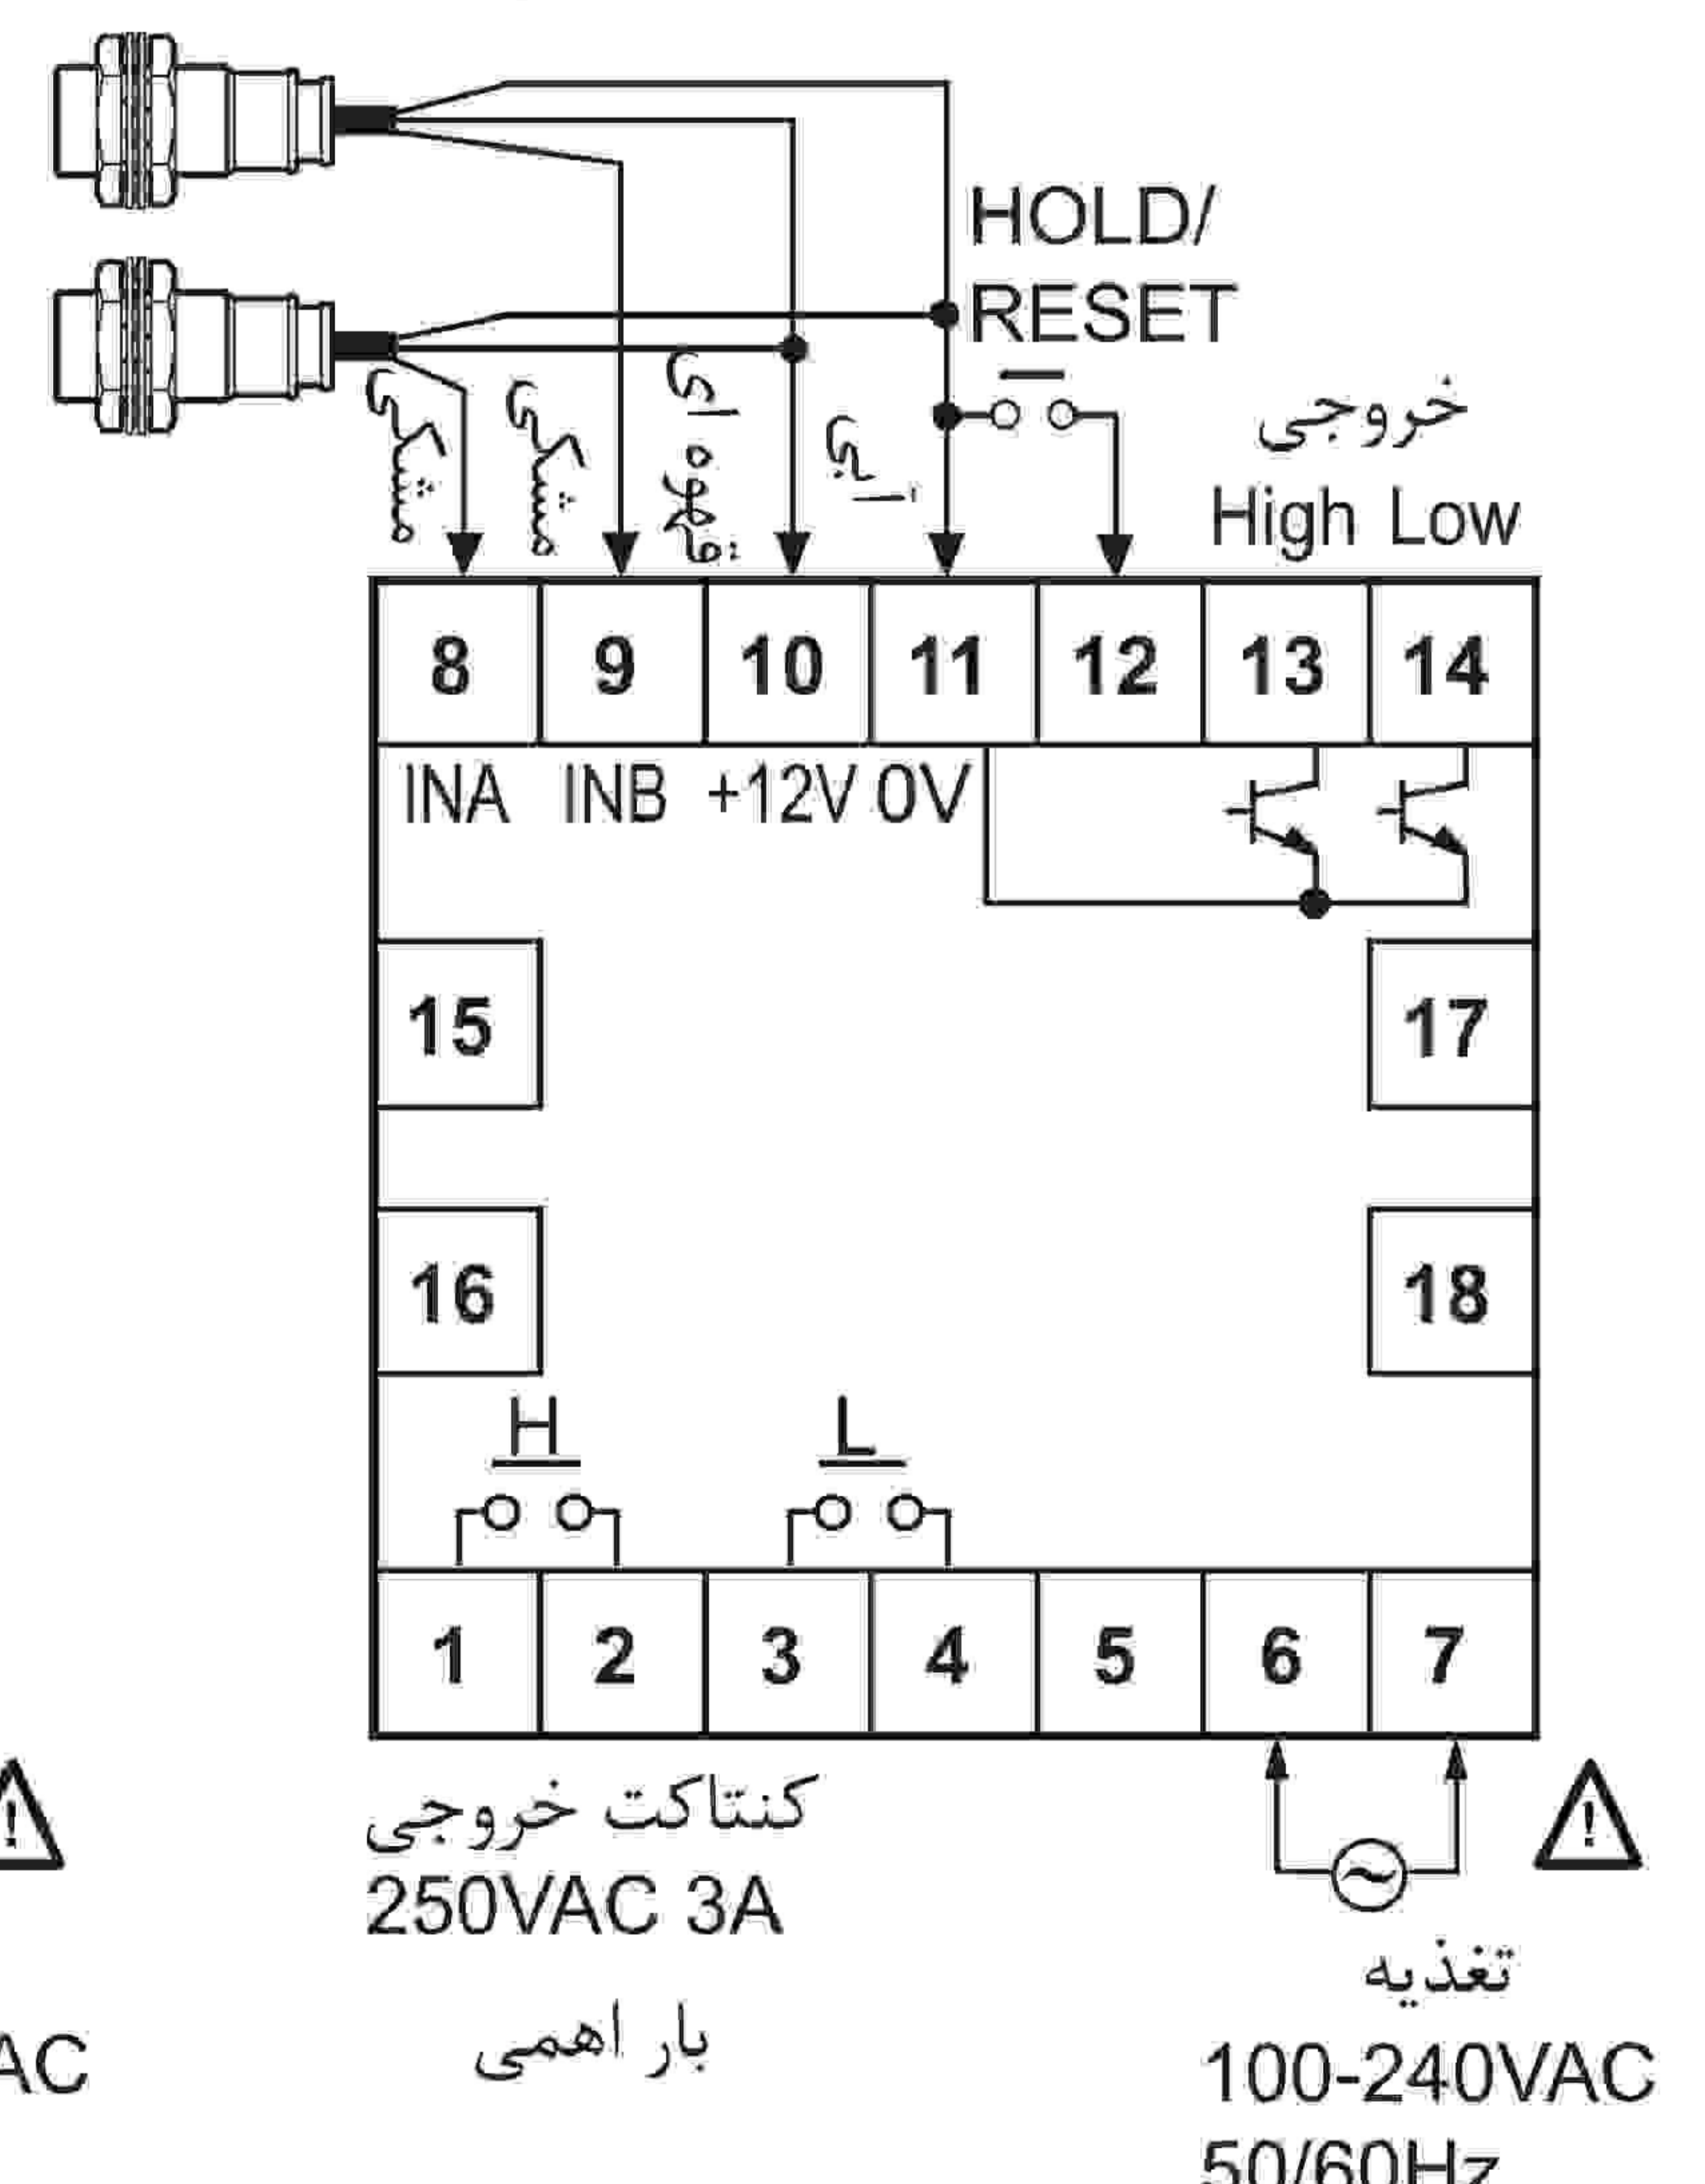 HOLD/
RESET
مشکی
مشکی
قهوه ای
آبی
خروجی
High Low
8 9 10 11 12 13 14
INA INB +12V 0V
15 17
16 18
H L
1 2 3 4 5 6 7
!
!
کنتاکت خروجی
250VAC 3A
تغذیه
بار اهمی
100-240VAC
AC
50/60Hz